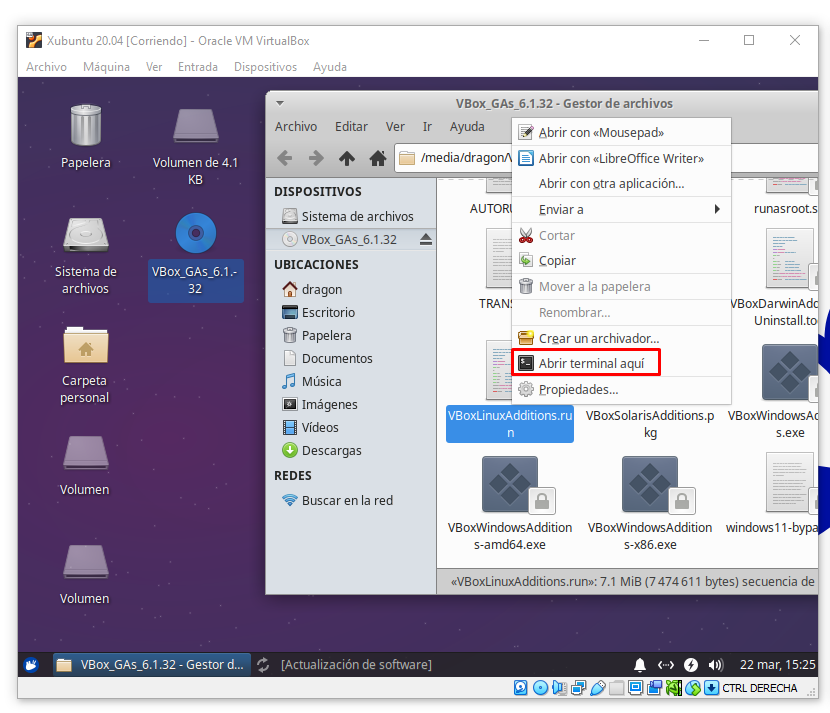 Xubuntu 20.04 [Corriendo] - Oracle VM VirtualBox
Archivo Máquina Ver Entrada Dispositivos Ayuda
Papelera
Volumen de 4.1
KB
Sistema de
archivos
VBox_GAs_6.1.-
32
Carpeta
personal
Volumen
Volumen
VBox_GAs_6.1.32 - Gestor de archivos
Archivo Editar Ver Ir Ayuda
/media/dragon/V
DISPOSITIVOS
Sistema de archivos
VBox_GAs_6.1.32
UBICACIONES
dragon
Escritorio
Papelera
Documentos
Música
Imágenes
Vídeos
Descargas
REDES
Buscar en la red
Abrir con «Mousepad»
Abrir con «LibreOffice Writer»
Abrir con otra aplicación...
Enviar a
Cortar
Copiar
Mover a la papelera
Renombrar...
Crear un archivador...
Abrir terminal aquí
Propiedades...
AUTORU
runasroot.s
TRANS
VBoxDarwinAdd
Uninstall.to
VBoxLinuxAdditions.ru
n
VBoxSolarisAdditions.p
kg
VBoxWindowsAd
s.exe
VBoxWindowsAddition
s-amd64.exe
VBoxWindowsAddition
s-x86.exe
windows11-bypa
«VBoxLinuxAdditions.run»: 7.1 MiB (7 474 611 bytes) secuencia de
VBox_GAs_6.1.32 - Gestor d...
[Actualización de software]
22 mar, 15:25
CTRL DERECHA